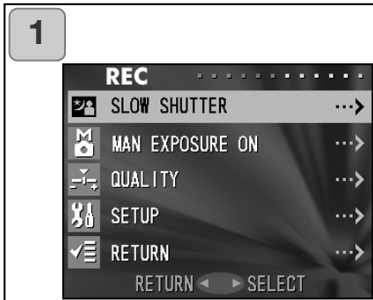 1
REC
SLOW SHUTTER
MAN EXPOSURE ON
QUALITY
SETUP
RETURN
RETURN SELECT